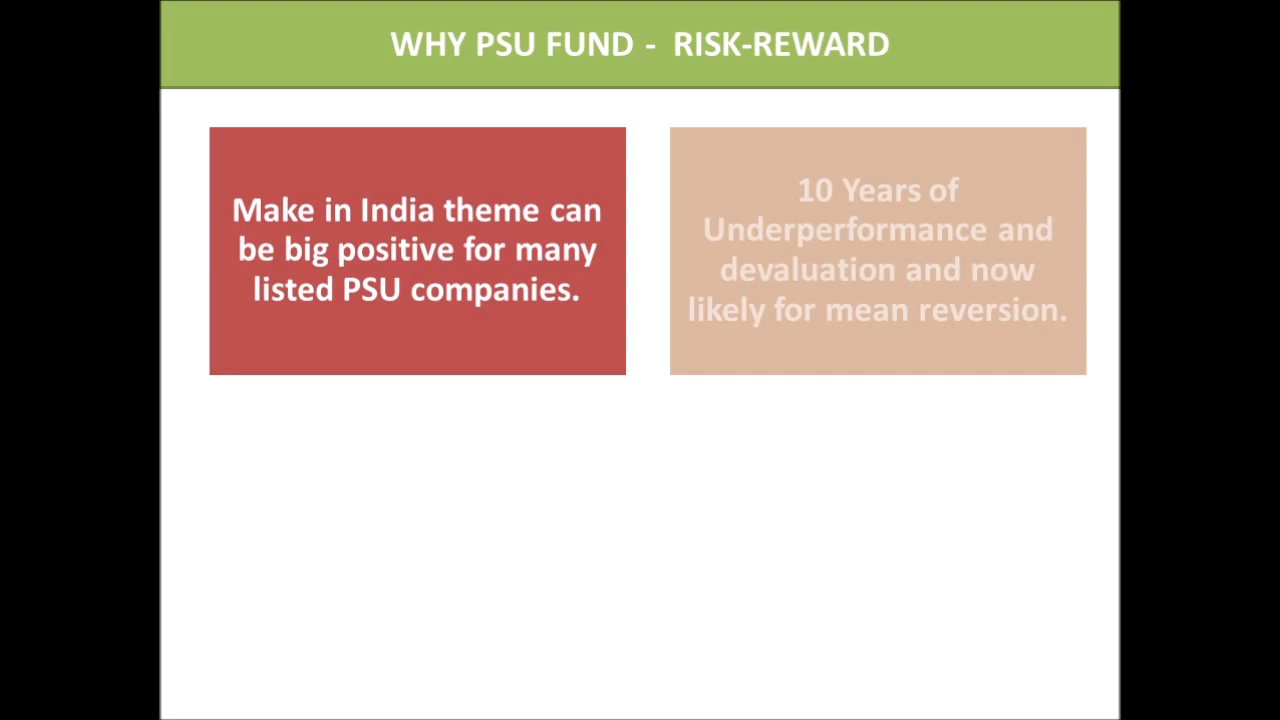 WHY PSU FUND - RISK-REWARD
Make in India theme can
be big positive for many
listed PSU companies.
10 Years of
Underperformance and
devaluation and now
likely for mean reversion.